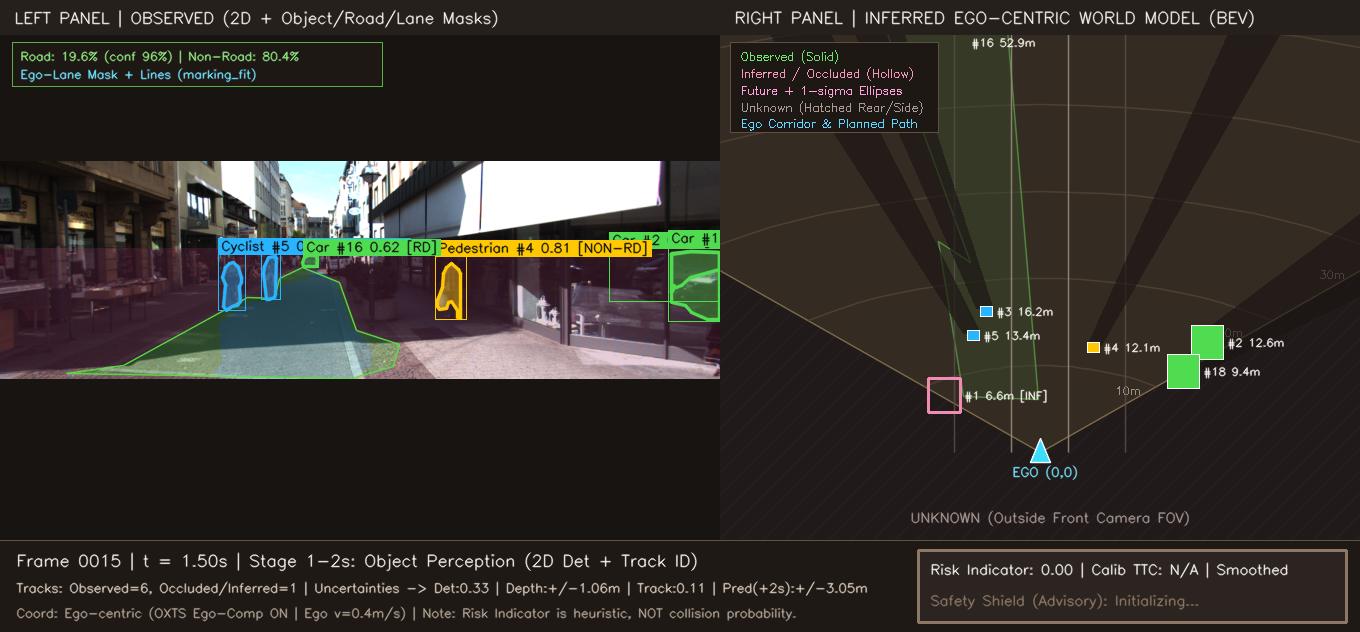 LEFT PANEL | OBSERVED (2D + Object/Road/Lane Masks)
Road: 19.6% (conf 96%) | Non-Road: 80.4%
Ego-Lane Mask + Lines (marking_fit)
Cyclist #5 0
Car #16 0.62 [RD]
Pedestrian #4 0.81 [NON-RD]
Car #2
Car #1
RIGHT PANEL | INFERRED EGO-CENTRIC WORLD MODEL (BEV)
#16 52.9m
Observed (Solid)
Inferred / Occluded (Hollow)
Future + 1-sigma Ellipses
Unknown (Hatched Rear/Side)
Ego Corridor & Planned Path
30m
#3 16.2m
#5 13.4m
#4 12.1m
0m
#2 12.6m
#18 9.4m
10m
#1 6.6m [INF]
EGO (0,0)
UNKNOWN (Outside Front Camera FOV)
Frame 0015 | t = 1.50s | Stage 1-2s: Object Perception (2D Det + Track ID)
Tracks: Observed=6, Occluded/Inferred=1 | Uncertainties -> Det:0.33 | Depth:+/-1.06m | Track:0.11 | Pred(+2s):+/-3.05m
Coord: Ego-centric (OXTS Ego-Comp ON | Ego v=0.4m/s) | Note: Risk Indicator is heuristic, NOT collision probability.
Risk Indicator: 0.00 | Calib TTC: N/A | Smoothed
Safety Shield (Advisory): Initializing...